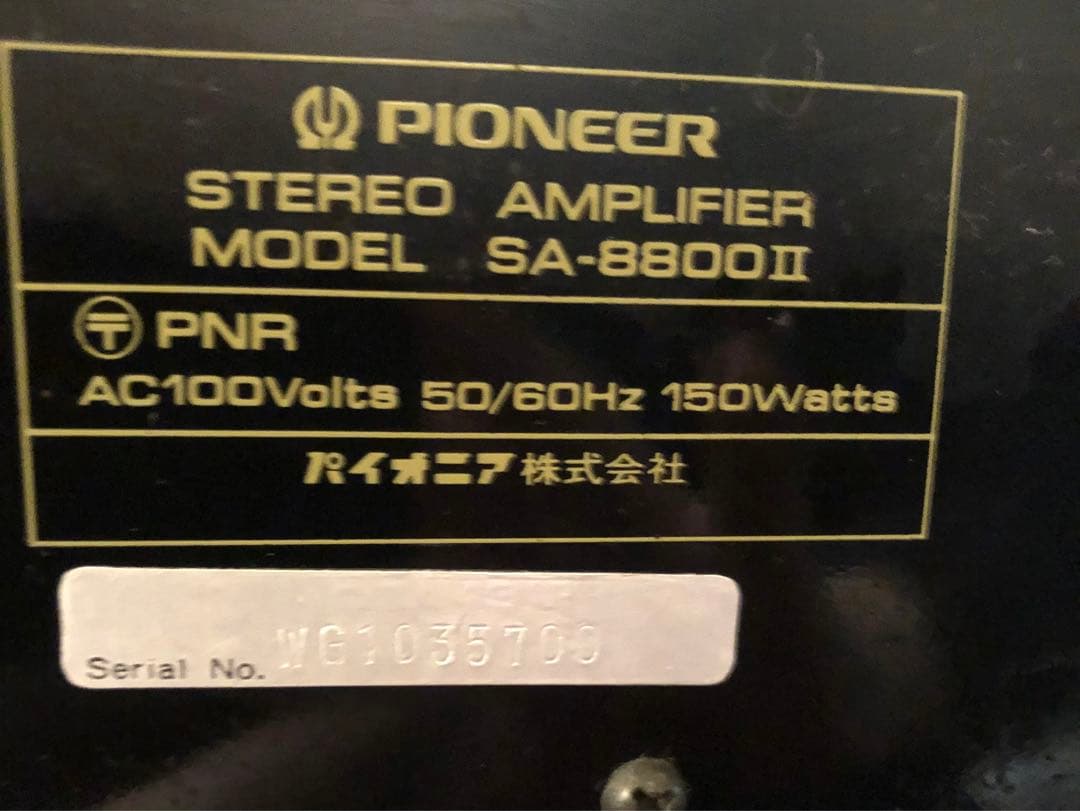 PIONEER
STEREO AMPLIFIER
MODEL SA-8800II
〒 PNR
AC100Volts 50/60Hz 150Watts
パイオニア株式会社
Serial No. WG1035709